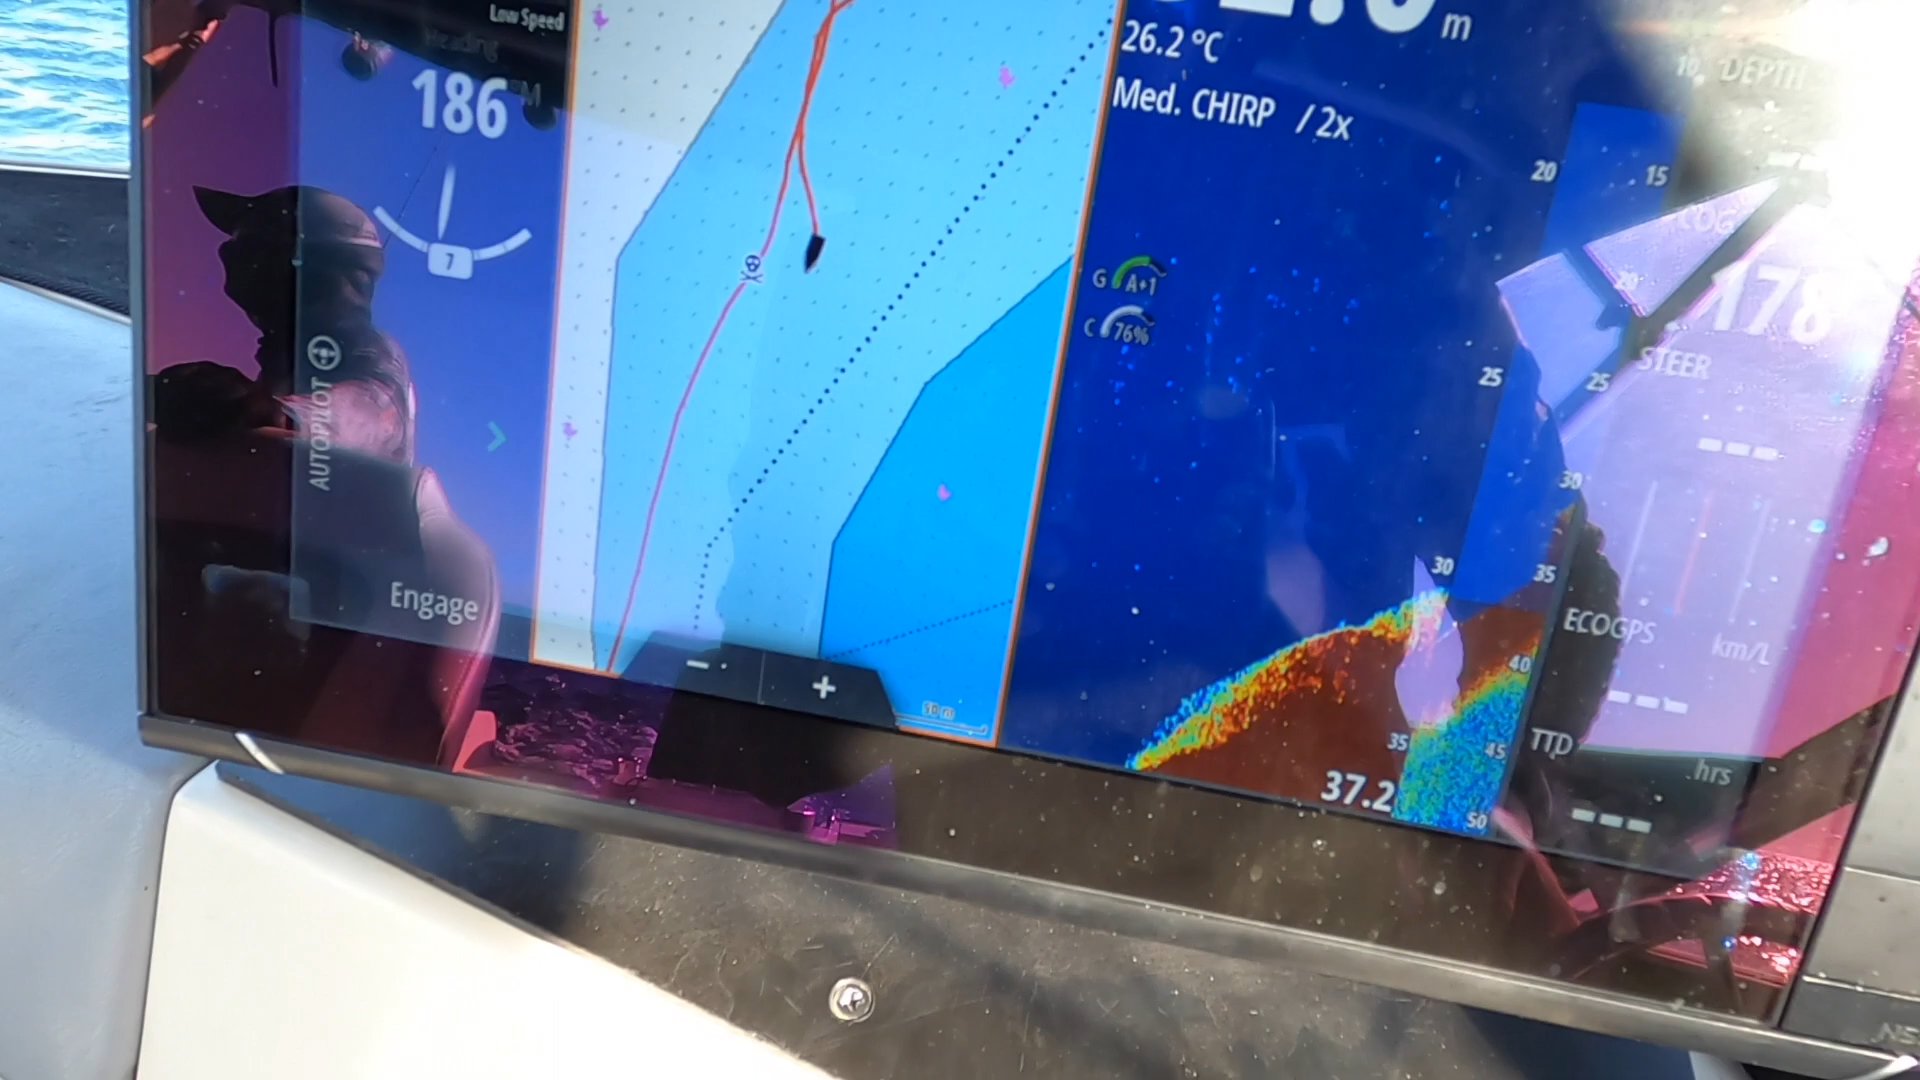 Low Speed
Heading
186 °M
7
AUTOPILOT
Engage
50 m
m
26.2 °C
Med. CHIRP / 2x
G A+1
C 76%
20
25
30
35
37.2
10
15
20
25
30
35
40
45
50
DEPTH
COG
178
STEER
---
ECOGPS
km/L
---
TTD
hrs
---